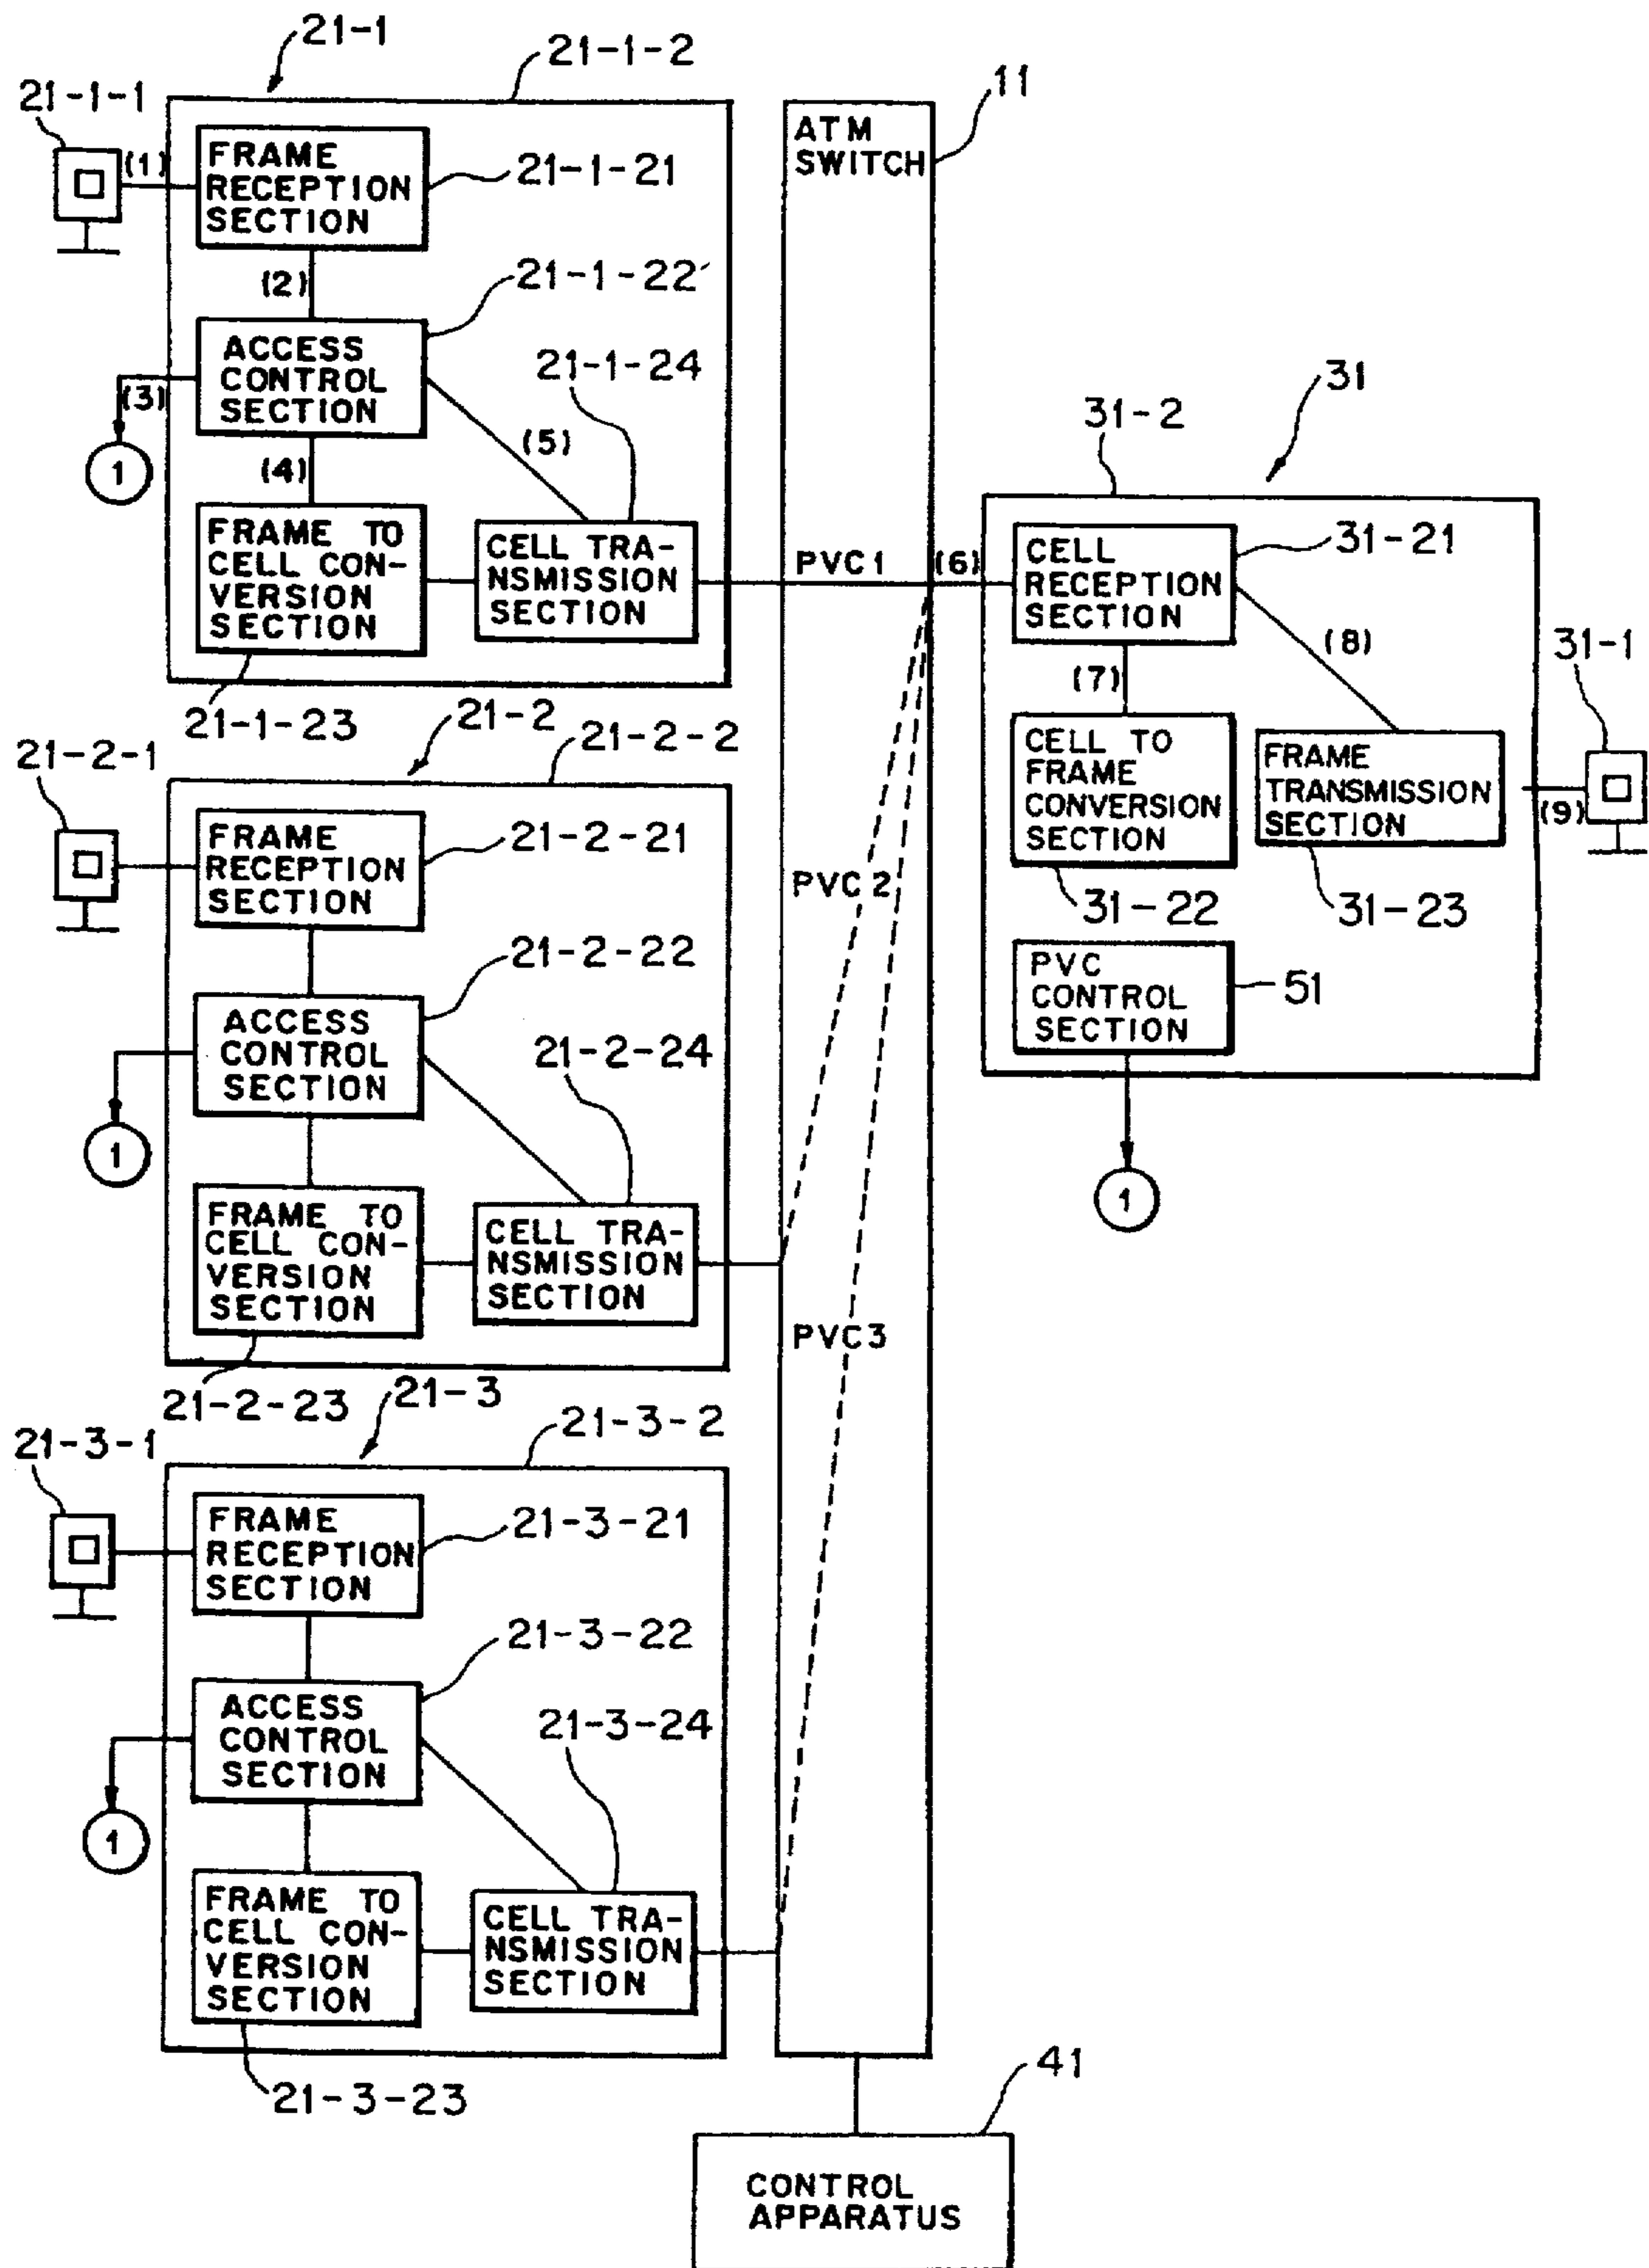 21-1
21-1-2
11
21-1-1
(1)
FRAME
RECEPTION
SECTION
21-1-21
ATM
SWITCH
(2)
21-1-22'
ACCESS
CONTROL
SECTION
21-1-24
(3)
1
(4)
(5)
FRAME TO
CELL CON-
VERSION
SECTION
CELL TRA-
NSMISSION
SECTION
21-1-23
PVC1
(6)
31
31-2
CELL
RECEPTION
SECTION
31-21
(7)
(8)
31-1
CELL TO
FRAME
CONVERSION
SECTION
FRAME
TRANSMISSION
SECTION
(9)
31-22
31-23
PVC
CONTROL
SECTION
51
1
21-2
21-2-2
21-2-1
FRAME
RECEPTION
SECTION
21-2-21
PVC2
21-2-22
ACCESS
CONTROL
SECTION
21-2-24
1
FRAME TO
CELL CON-
VERSION
SECTION
CELL TRA-
NSMISSION
SECTION
PVC3
21-2-23
21-3
21-3-2
21-3-1
FRAME
RECEPTION
SECTION
21-3-21
21-3-22
ACCESS
CONTROL
SECTION
21-3-24
1
FRAME TO
CELL CON-
VERSION
SECTION
CELL TRA-
NSMISSION
SECTION
21-3-23
41
CONTROL
APPARATUS